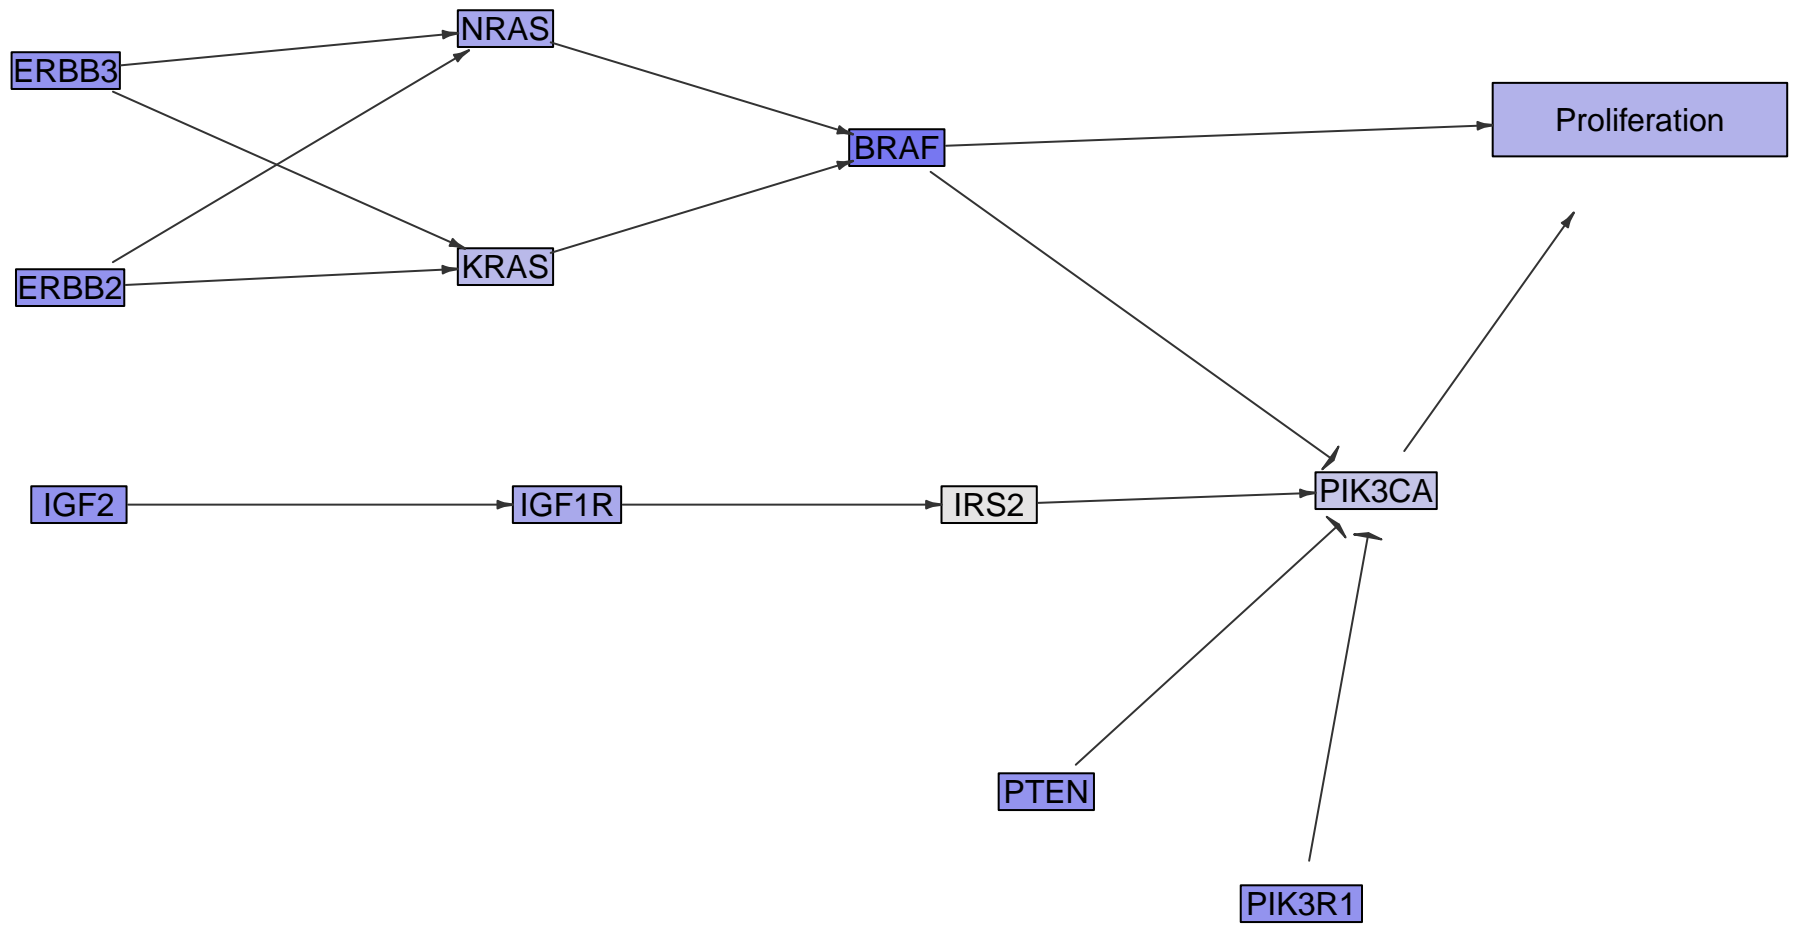 NRAS
ERBB3
Proliferation
BRAF
KRAS
ERBB2
IGF2
IGF1R
IRS2
PIK3CA
PTEN
PIK3R1